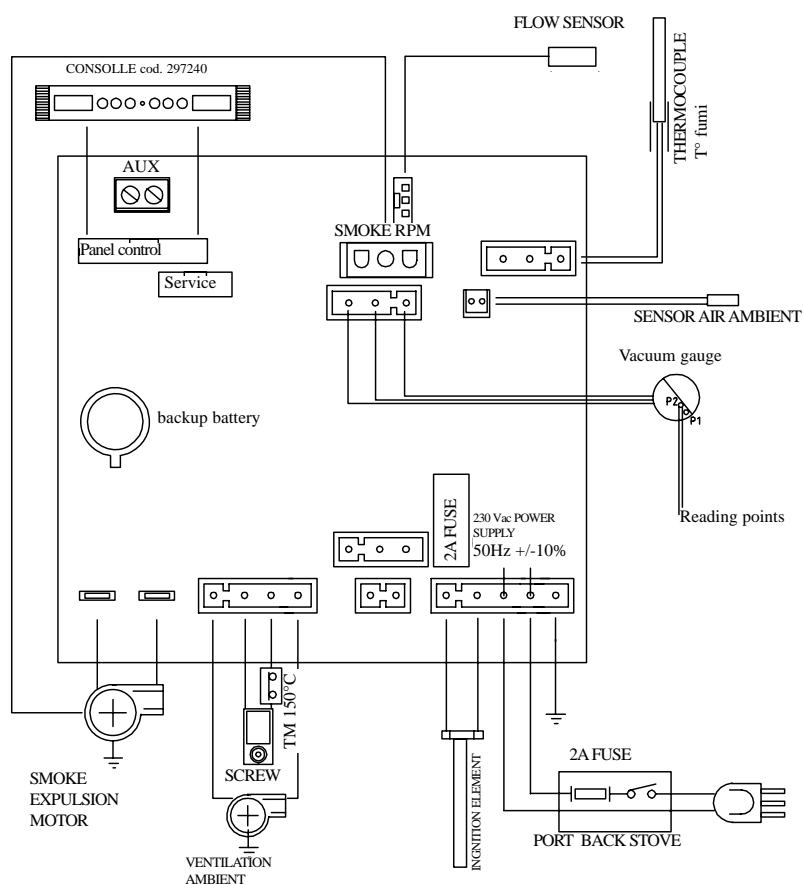 FLOW SENSOR
CONSOLLE cod. 297240
THERMOCOUPLE
T° fumi
AUX
SMOKE RPM
Panel control
Service
SENSOR AIR AMBIENT
Vacuum gauge
P2
P1
backup battery
Reading points
2A FUSE
230 Vac POWER
SUPPLY
50Hz +/-10%
TM 150°C
SCREW
SMOKE
EXPULSION
MOTOR
VENTILATION
AMBIENT
INGNITION ELEMENT
2A FUSE
PORT BACK STOVE